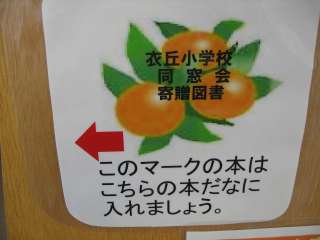 衣丘小学校
同窓会
寄贈図書
このマークの本は
こちらの本だなに
入れましょう。